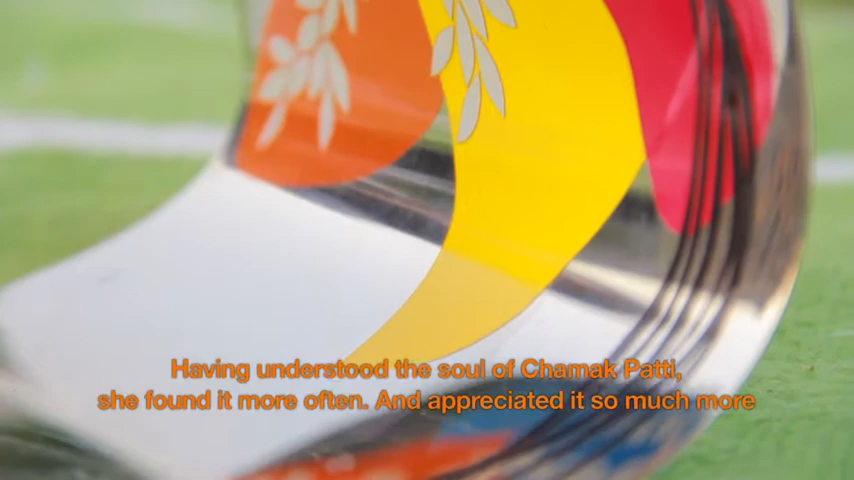 Having understood the soul of Chamak Patti,
she found it more often. And appreciated it so much more